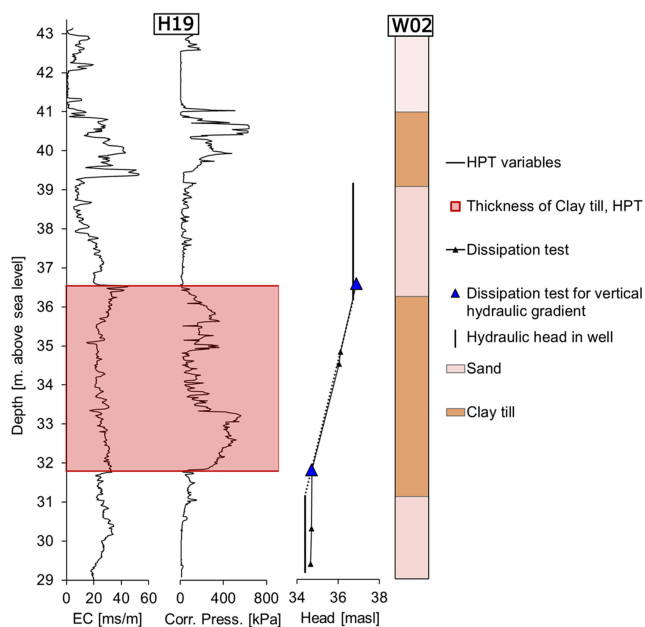 H19
W02
43
42
41
40
39
38
37
36
35
34
33
32
31
30
29
Depth [m. above sea level]
0 20 40 60
EC [ms/m]
0 400 800
Corr. Press. [kPa]
34 36 38
Head [masl]
HPT variables
Thickness of Clay till, HPT
Dissipation test
Dissipation test for vertical
hydraulic gradient
Hydraulic head in well
Sand
Clay till